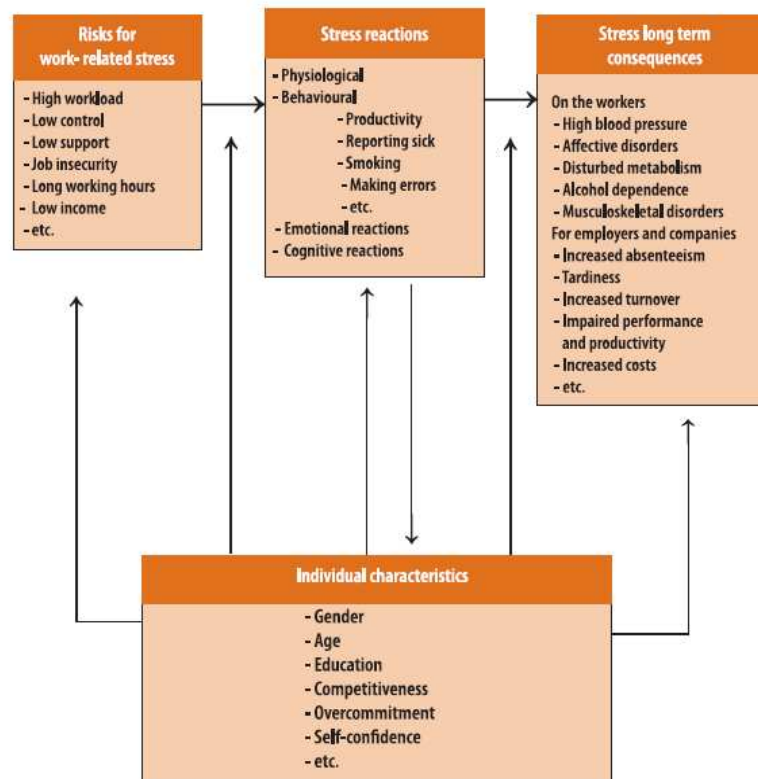 Risks for
work- related stress
- High workload
- Low control
- Low support
- Job insecurity
- Long working hours
- Low income
- etc.
Stress reactions
- Physiological
- Behavioural
- Productivity
- Reporting sick
- Smoking
- Making errors
- etc.
- Emotional reactions
- Cognitive reactions
Stress long term
consequences
On the workers
- High blood pressure
- Affective disorders
- Disturbed metabolism
- Alcohol dependence
- Musculoskeletal disorders
For employers and companies
- Increased absenteeism
- Tardiness
- Increased turnover
- Impaired performance
and productivity
- Increased costs
- etc.
Individual characteristics
- Gender
- Age
- Education
- Competitiveness
- Overcommitment
- Self-confidence
- etc.